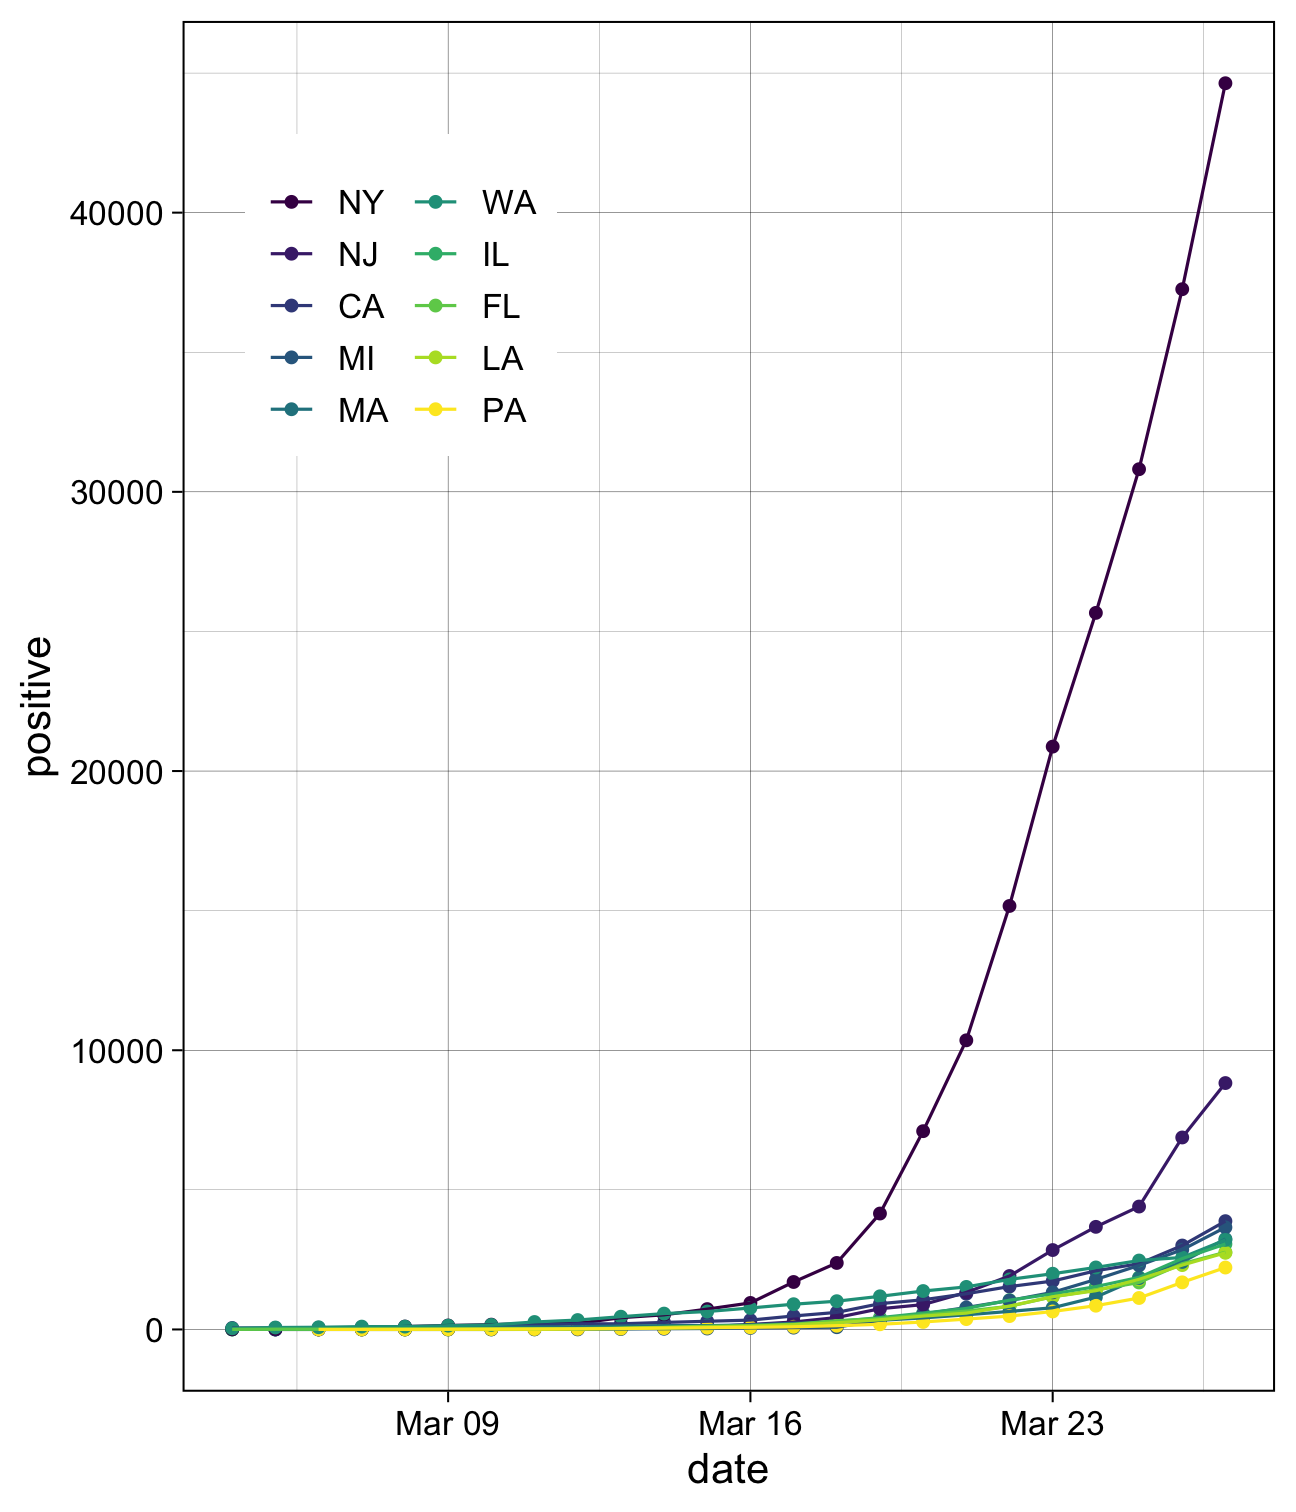 NY WA
NJ IL
CA FL
MI LA
MA PA
40000
30000
20000
10000
0
positive
Mar 09 Mar 16 Mar 23
date